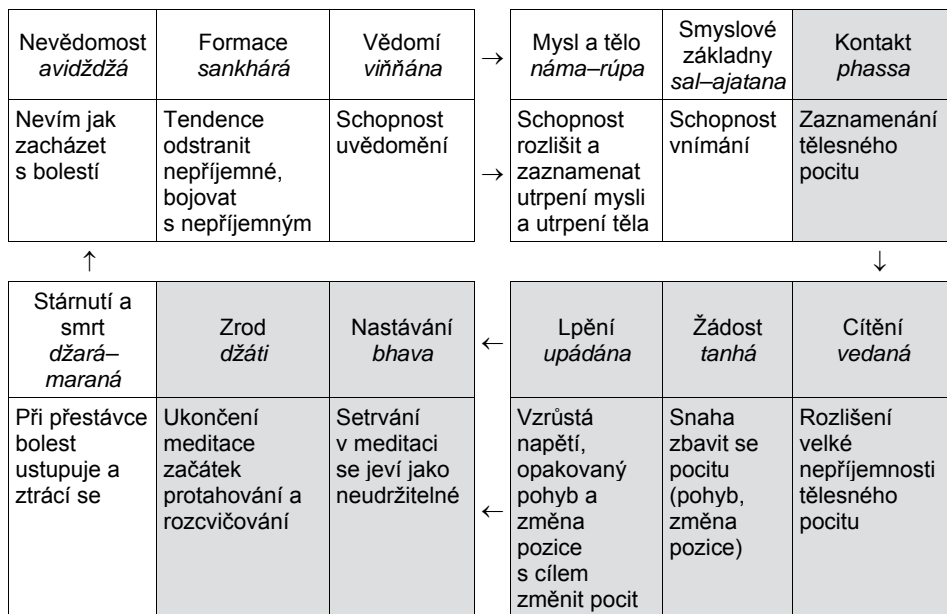 Nevědomost
avidždžá
Formace
sankhárá
Vědomí
viňňána
→
Mysl a tělo
náma–rúpa
Smyslové
základny
sal–ajatana
Kontakt
phassa
Nevím jak
zacházet
s bolestí
Tendence
odstranit
nepříjemné,
bojovat
s nepříjemným
Schopnost
uvědomění
→
Schopnost
rozlišit a
zaznamenat
utrpení mysli
a utrpení těla
Schopnost
vnímání
Zaznamenání
tělesného
pocitu
↑
↓
Stárnutí a
smrt
džará–
maraná
Zrod
džáti
Nastávání
bhava
←
Lpění
upádána
Žádost
tanhá
Cítění
vedaná
Při přestávce
bolest
ustupuje a
ztrácí se
Ukončení
meditace
začátek
protahování a
rozcvičování
Setrvání
v meditaci
se jeví jako
neudržitelné
←
Vzrůstá
napětí,
opakovaný
pohyb a
změna
pozice
s cílem
změnit pocit
Snaha
zbavit se
pocitu
(pohyb,
změna
pozice)
Rozlišení
velké
nepříjemnosti
tělesného
pocitu